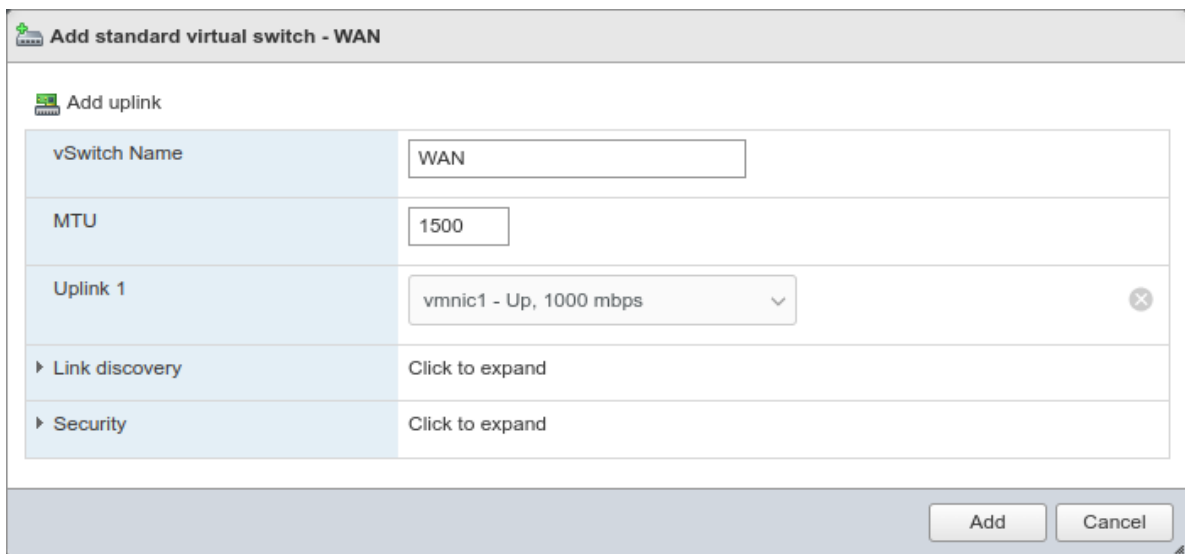 Add standard virtual switch - WAN
Add uplink
vSwitch Name
WAN
MTU
1500
Uplink 1
vmnic1 - Up, 1000 mbps
Link discovery
Click to expand
Security
Click to expand
Add
Cancel